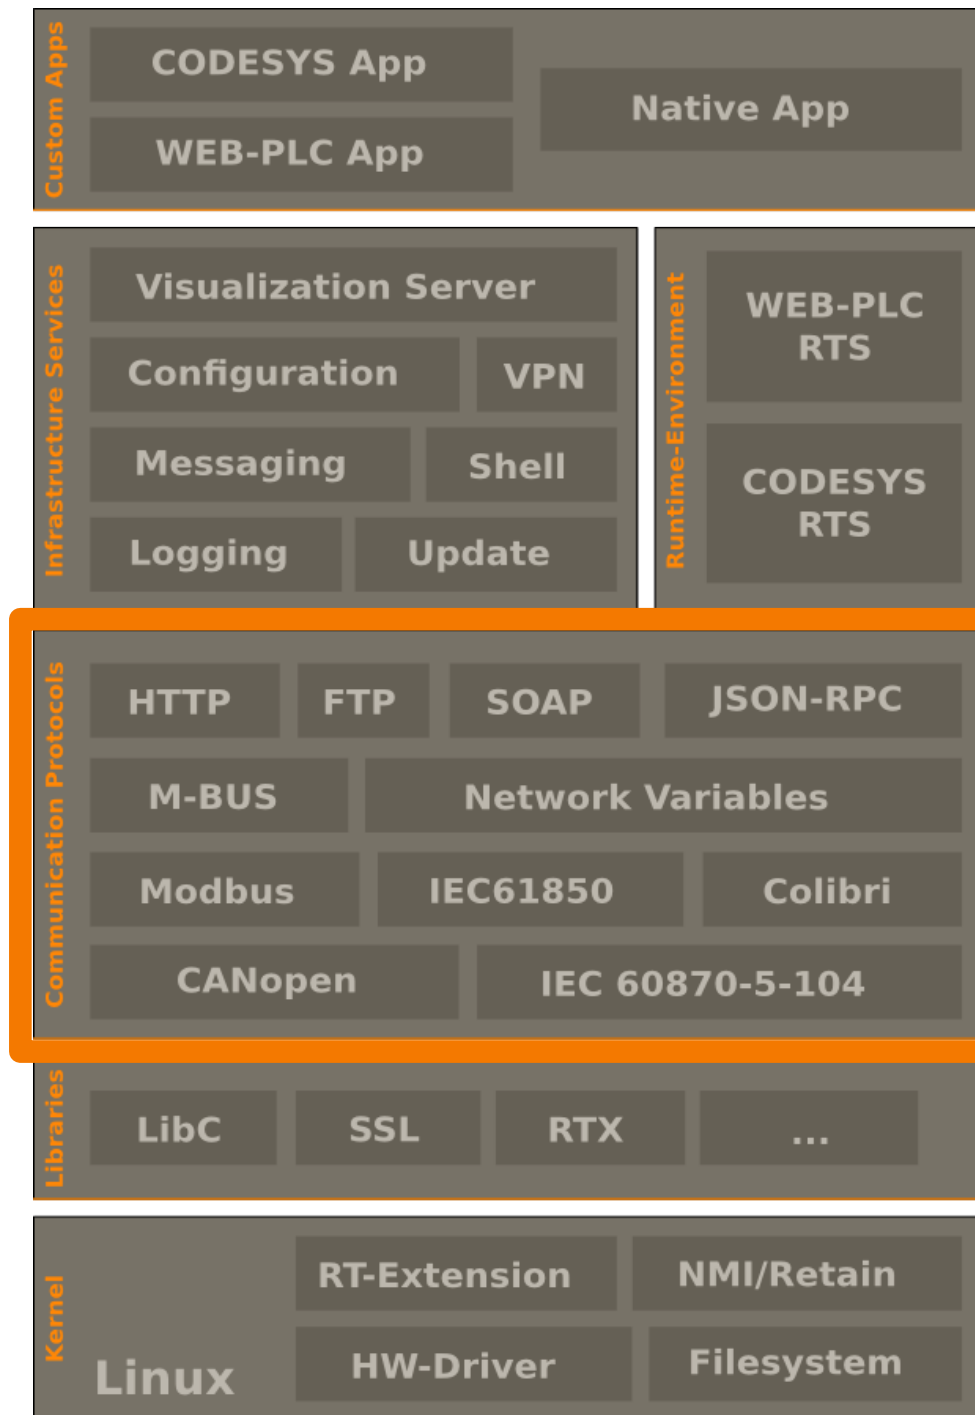 Custom Apps
CODESYS App
Native App
WEB-PLC App
Infrastructure Services
Visualization Server
Configuration
VPN
Messaging
Shell
Logging
Update
Runtime-Environment
WEB-PLC
RTS
CODESYS
RTS
Communication Protocols
HTTP
FTP
SOAP
JSON-RPC
M-BUS
Network Variables
Modbus
IEC61850
Colibri
CANopen
IEC 60870-5-104
Libraries
LibC
SSL
RTX
...
Kernel
Linux
RT-Extension
NMI/Retain
HW-Driver
Filesystem